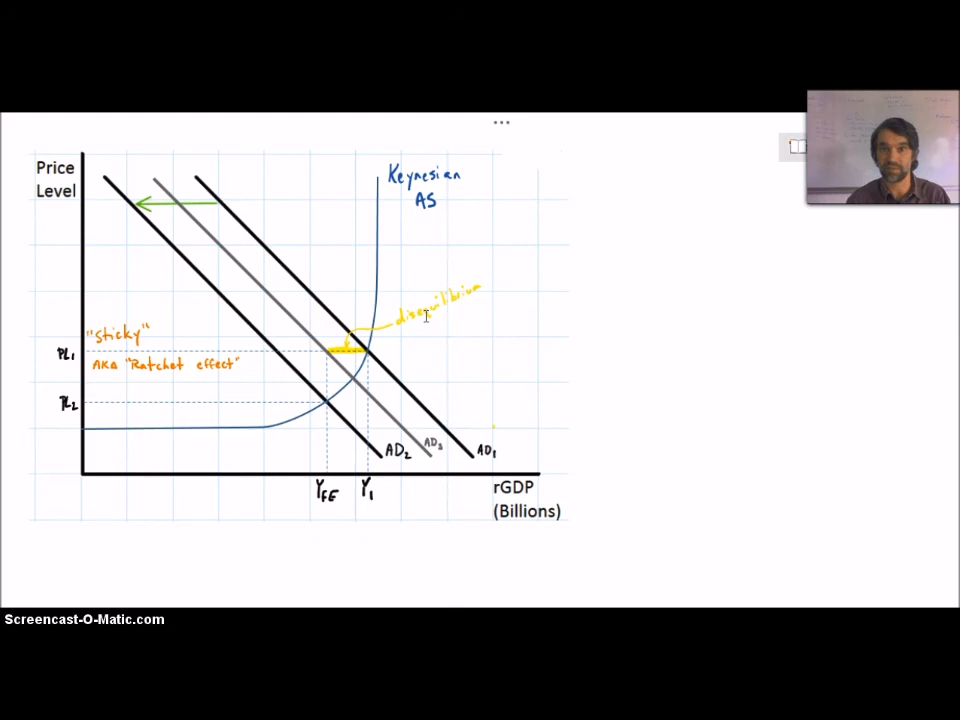 Price
Level
Keynesian
AS
disequilibrium
"Sticky"
PL1
AKA "Ratchet effect"
PL2
AD2
AD3
AD1
YFE
Y1
rGDP
(Billions)
Screencast-O-Matic.com